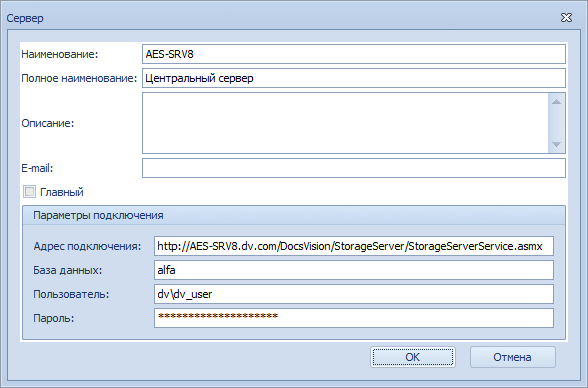 Сервер
Наименование: AES-SRV8
Полное наименование: Центральный сервер
Описание:
E-mail:
Главный
Параметры подключения
Адрес подключения: http://AES-SRV8.dv.com/DocsVision/StorageServer/StorageServerService.asmx
База данных: alfa
Пользователь: dv\dv_user
Пароль: ********************
OK Отмена